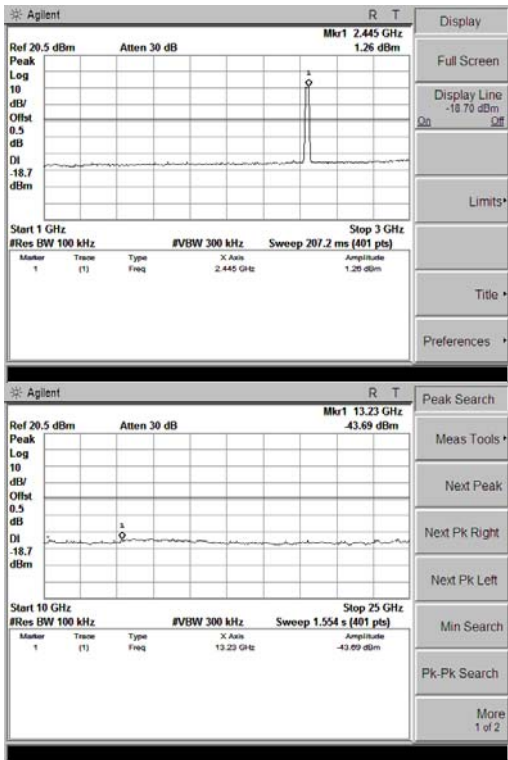 Agilent R T
Mkr1 2.445 GHz
Ref 20.5 dBm Atten 30 dB 1.26 dBm
Peak
Log
10
dB/
Offst
0.5
dB
DI
-18.7
dBm
1
Start 1 GHz Stop 3 GHz
#Res BW 100 kHz #VBW 300 kHz Sweep 207.2 ms (401 pts)
Marker Trace Type X Axis Amplitude
1 (1) Freq 2.445 GHz 1.26 dBm
Display
Full Screen
Display Line
-18.70 dBm
On Off
Limits
Title
Preferences
Agilent R T
Mkr1 13.23 GHz
Ref 20.5 dBm Atten 30 dB -43.69 dBm
Peak
Log
10
dB/
Offst
0.5
dB
DI
-18.7
dBm
1
Start 10 GHz Stop 25 GHz
#Res BW 100 kHz #VBW 300 kHz Sweep 1.554 s (401 pts)
Marker Trace Type X Axis Amplitude
1 (1) Freq 13.23 GHz -43.69 dBm
Peak Search
Meas Tools
Next Peak
Next Pk Right
Next Pk Left
Min Search
Pk-Pk Search
More
1 of 2